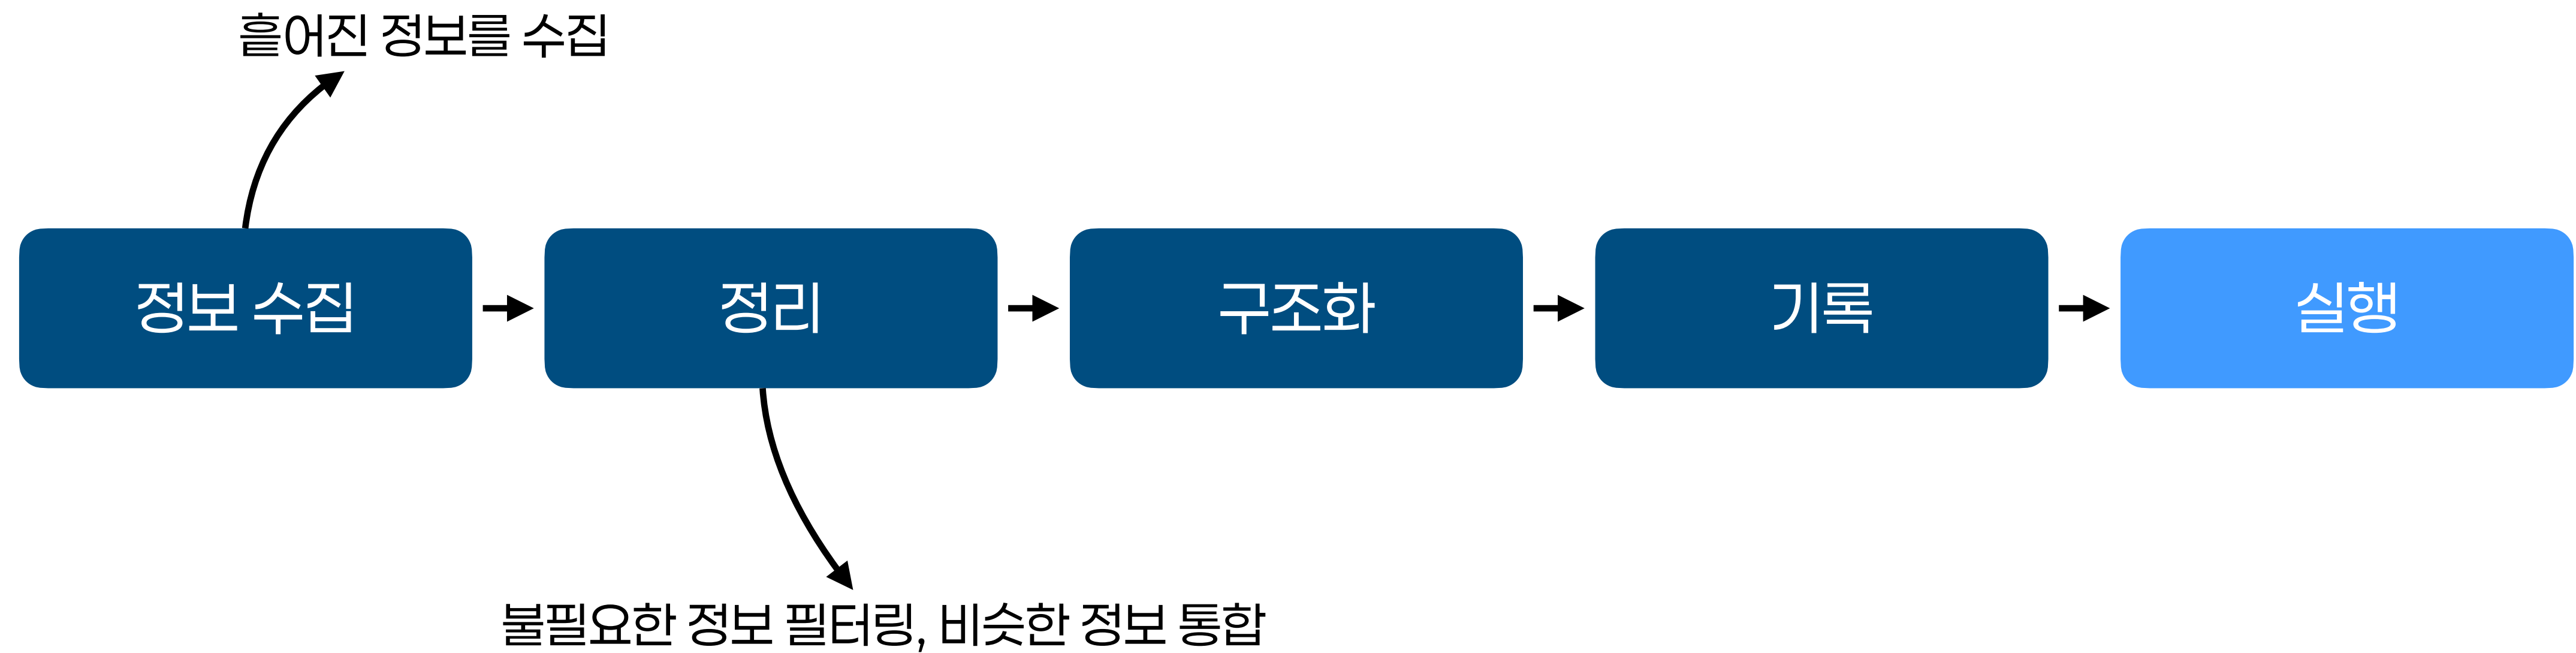 흩어진 정보를 수집
정보 수집
정리
구조화
기록
실행
불필요한 정보 필터링, 비슷한 정보 통합